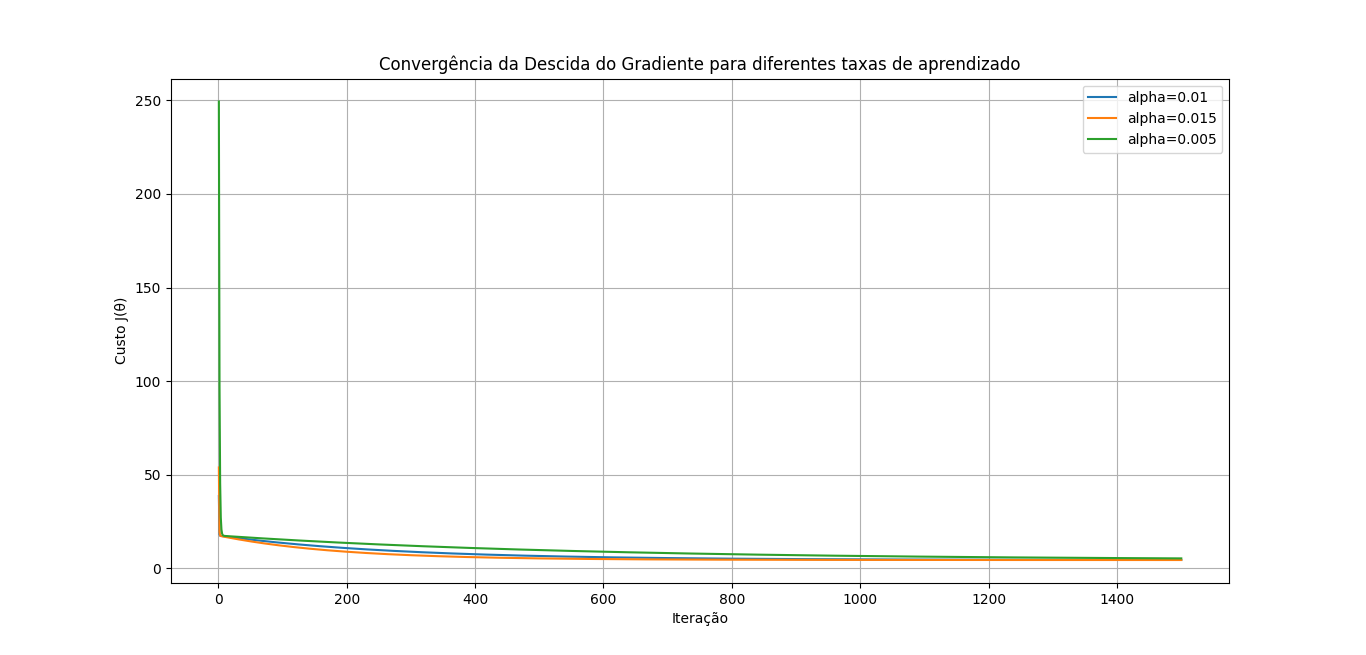 Convergência da Descida do Gradiente para diferentes taxas de aprendizado
alpha=0.01
alpha=0.015
alpha=0.005
250
200
150
100
50
0
Custo J(θ)
0 200 400 600 800 1000 1200 1400
Iteração